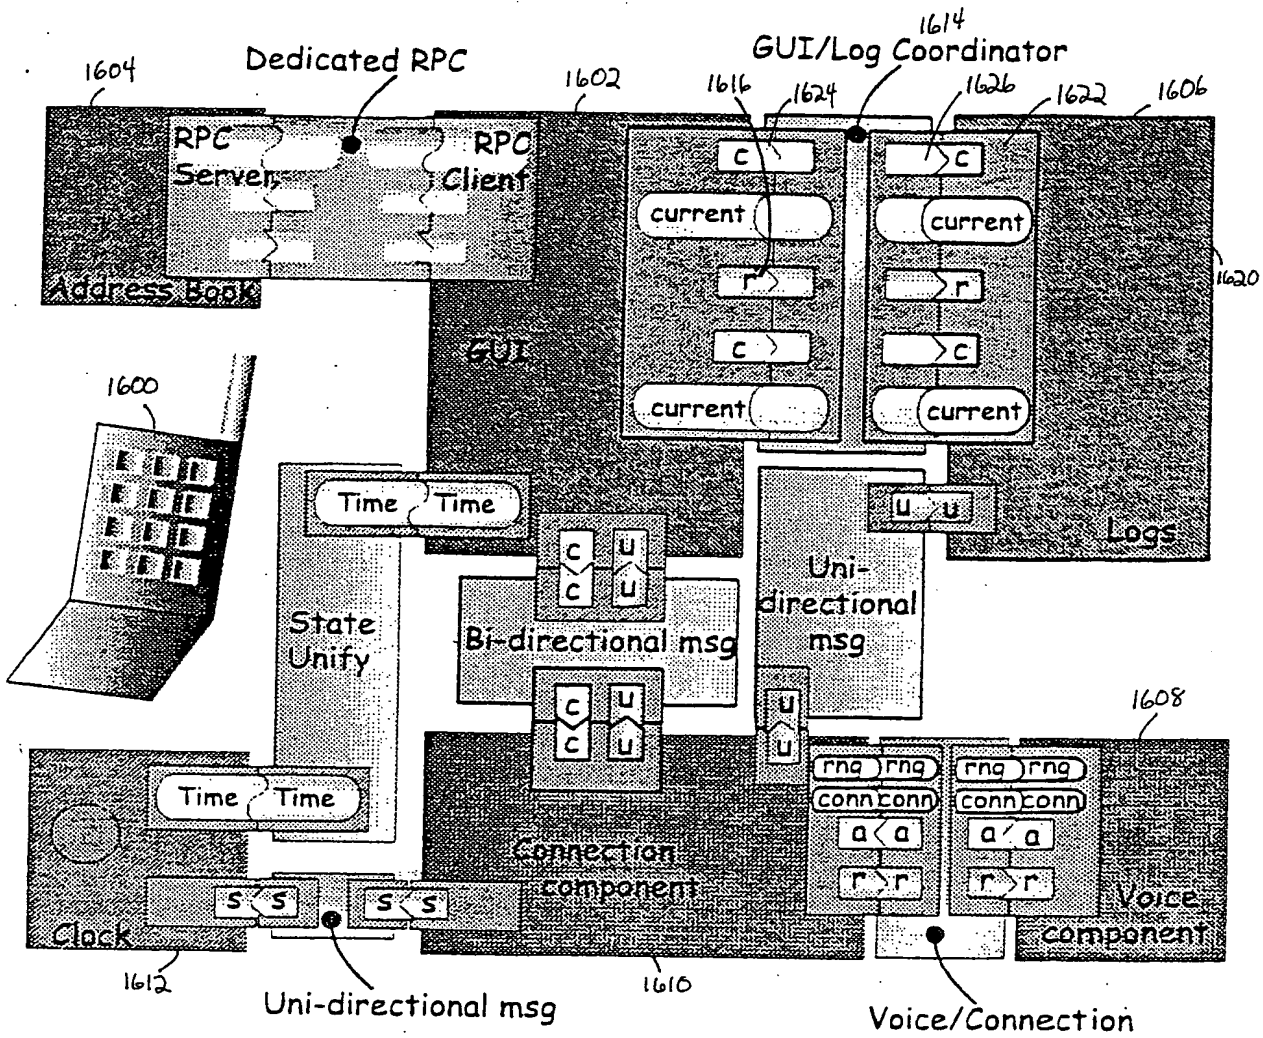 1614
Dedicated RPC
GUI/Log Coordinator
1604
1602
1616
1624
1626
1622
1606
RPC
Server
RPC
Client
c
c
current
current
r
r
c
c
current
current
Address Book
GUI
1620
1600
Time
Time
u
u
Logs
c
u
c
u
State
Unify
Bi-directional msg
Uni-
directional
msg
c
u
c
u
u
u
1608
Time
Time
rng
rng
rng
rng
conn
conn
conn
conn
a
a
a
a
r
r
r
r
Connection
component
s
s
s
s
Clock
Voice
component
1612
1610
Uni-directional msg
Voice/Connection